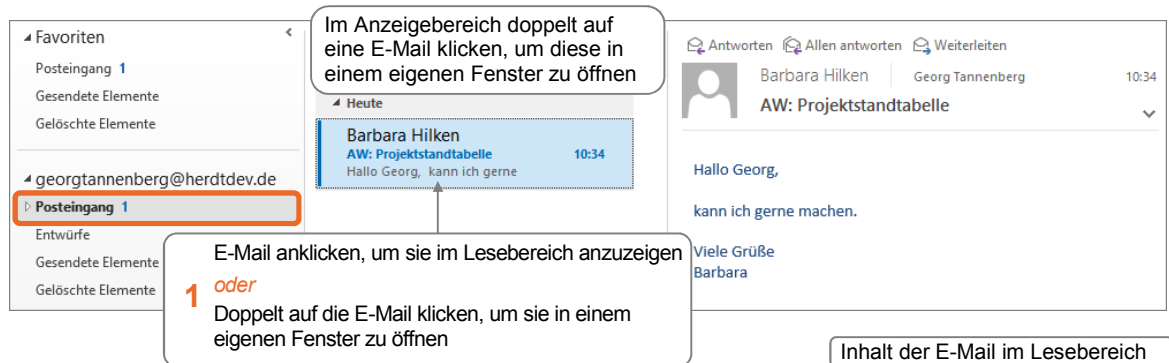 Favoriten
Posteingang 1
Gesendete Elemente
Gelöschte Elemente
georgtannenberg@herdtdev.de
Posteingang 1
Entwürfe
Gesendete Elemente
Gelöschte Elemente
Im Anzeigebereich doppelt auf
eine E-Mail klicken, um diese in
einem eigenen Fenster zu öffnen
Heute
Barbara Hilken
AW: Projektstandtabelle 10:34
Hallo Georg, kann ich gerne
1
E-Mail anklicken, um sie im Lesebereich anzuzeigen
oder
Doppelt auf die E-Mail klicken, um sie in einem
eigenen Fenster zu öffnen
Antworten Allen antworten Weiterleiten
Barbara Hilken Georg Tannenberg 10:34
AW: Projektstandtabelle
Hallo Georg,
kann ich gerne machen.
Viele Grüße
Barbara
Inhalt der E-Mail im Lesebereich